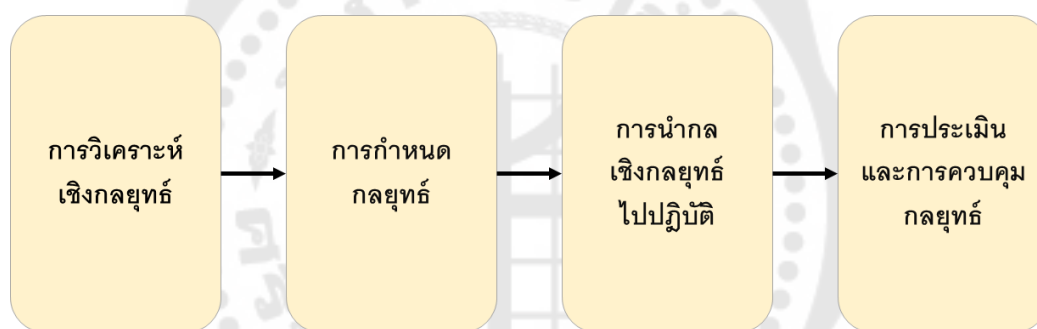 การวิเคราะห์
เชิงกลยุทธ์
การกำหนด
กลยุทธ์
การนำกล
เชิงกลยุทธ์
ไปปฏิบัติ
การประเมิน
และการควบคุม
กลยุทธ์